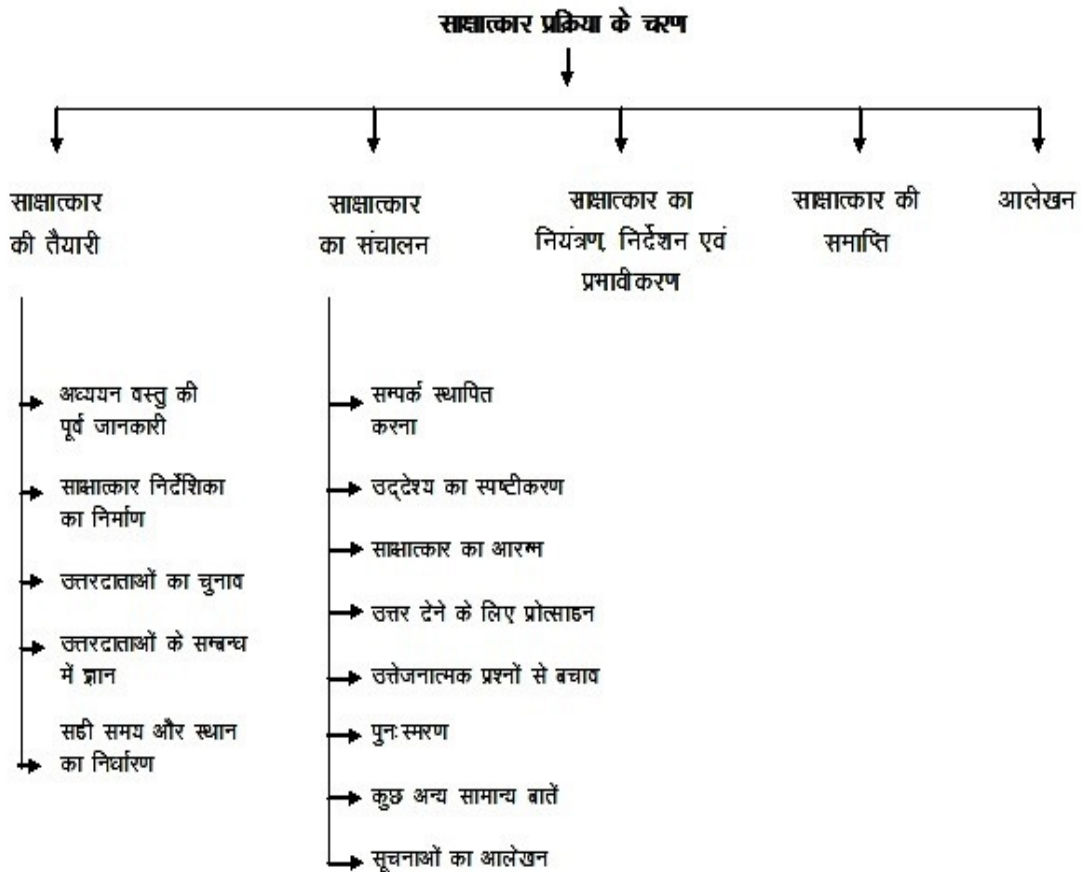 साक्षात्कार प्रक्रिया के चरण
साक्षात्कार
की तैयारी
साक्षात्कार
का संचालन
साक्षात्कार का
नियंत्रण, निर्देशन एवं
प्रभावीकरण
साक्षात्कार की
समाप्ति
आलेखन
अध्ययन वस्तु की
पूर्व जानकारी
साक्षात्कार निर्देशिका
का निर्माण
उत्तरदाताओं का चुनाव
उत्तरदाताओं के सम्बन्ध
में ज्ञान
सही समय और स्थान
का निर्धारण
सम्पर्क स्थापित
करना
उद्देश्य का स्पष्टीकरण
साक्षात्कार का आरम्भ
उत्तर देने के लिए प्रोत्साहन
उत्तेजनात्मक प्रश्नों से बचाव
पुनःस्मरण
कुछ अन्य सामान्य बातें
सूचनाओं का आलेखन